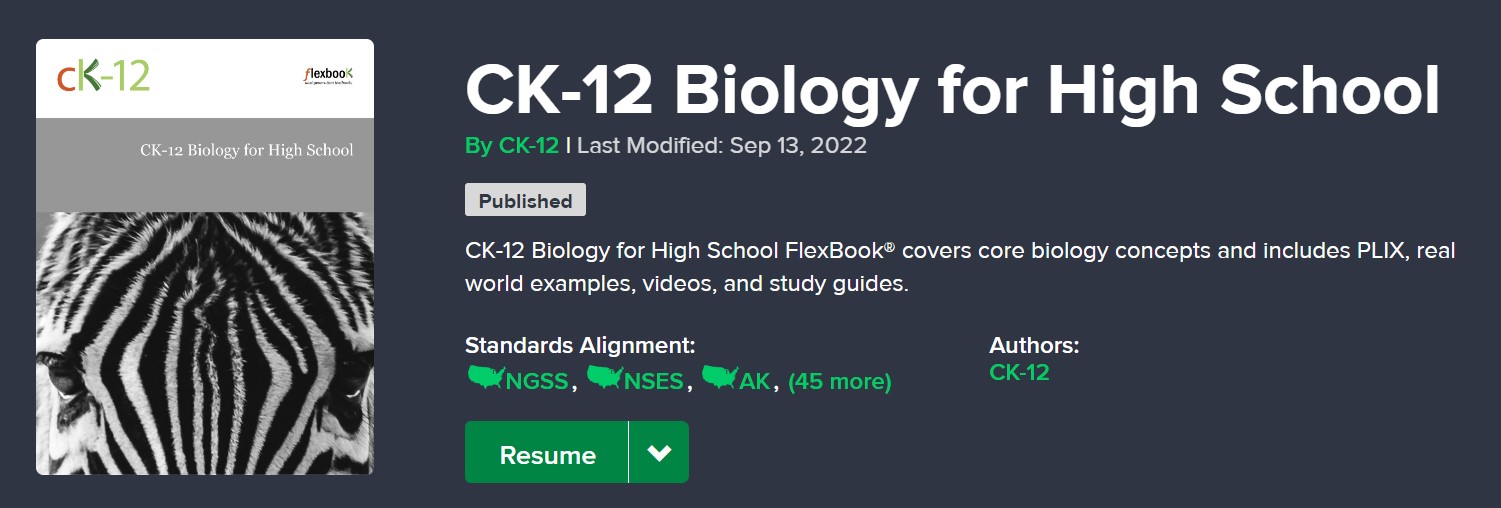 cK-12
flexbook
CK-12 Biology for High School
CK-12 Biology for High School
By CK-12 | Last Modified: Sep 13, 2022
Published
CK-12 Biology for High School FlexBook® covers core biology concepts and includes PLIX, real
world examples, videos, and study guides.
Standards Alignment:
NGSS, NSES, AK, (45 more)
Authors:
CK-12
Resume